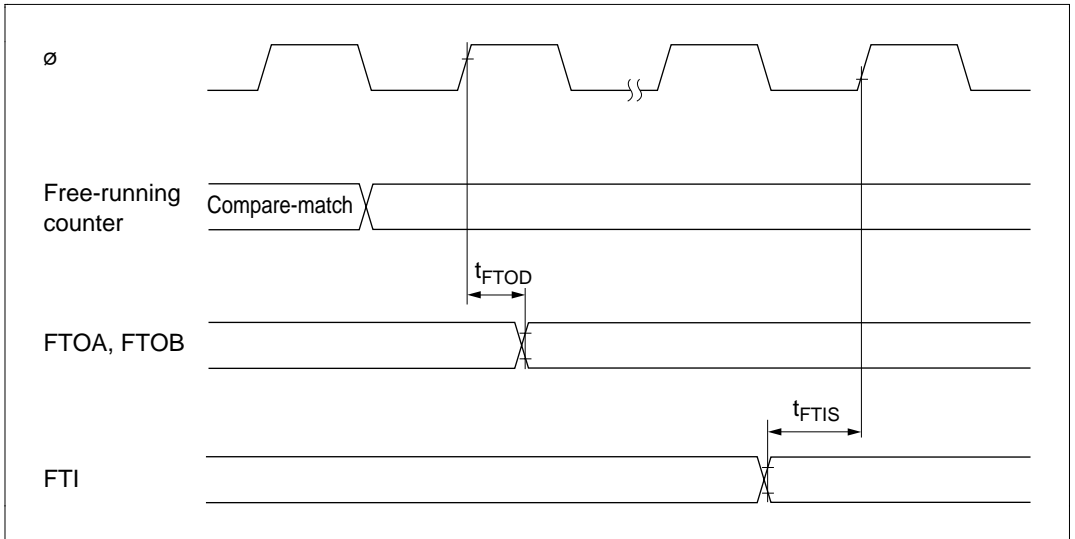 ø
Free-running
counter
Compare-match
tFTOD
FTOA, FTOB
tFTIS
FTI